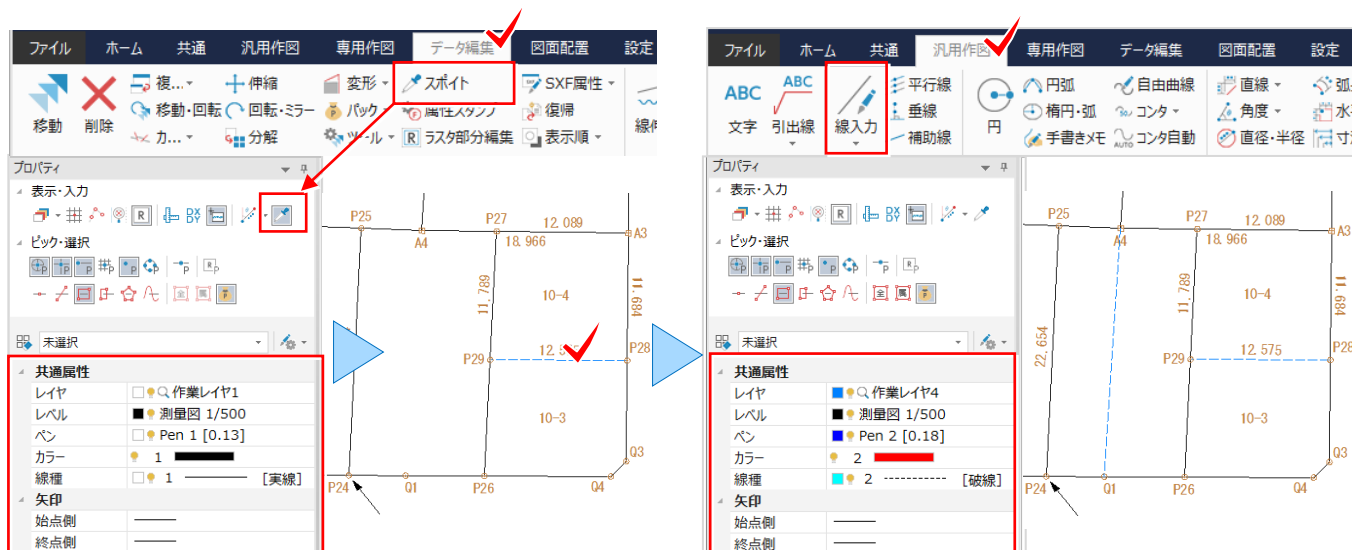 ファイル ホーム 共通 汎用作図 専用作図 データ編集 図面配置 設定
移動 削除 複... 伸縮 変形 スポイト SXF属性
移動・回転 回転・ミラー パック 属性スタンプ 復帰
カ... 分解 ツール ラスタ部分編集 表示順
プロパティ
表示・入力
ピック・選択
未選択
共通属性
レイヤ 作業レイヤ1
レベル 測量図 1/500
ペン Pen 1 [0.13]
カラー 1
線種 1 [実線]
矢印
始点側
終点側
P25 P27 12.089
A4 18.966 A3
11.789 10-4 11.684
P29 P28
10-3
Q3
P24 Q1 P26 Q4
ファイル ホーム 共通 汎用作図 専用作図 データ編集 図面配置 設定
ABC 文字 ABC 引出線 線入力 平行線 円 円弧 自由曲線 直線
垂線 楕円・弧 コンタ 角度
補助線 手書きメモ コンタ自動 直径・半径
プロパティ
表示・入力
ピック・選択
未選択
共通属性
レイヤ 作業レイヤ4
レベル 測量図 1/500
ペン Pen 2 [0.18]
カラー 2
線種 2 [破線]
矢印
始点側
終点側
P25 P27 12.089
A4 18.966 A3
11.789 10-4 11.684
22.654 P29 12.575 P28
10-3
Q3
P24 Q1 P26 Q4